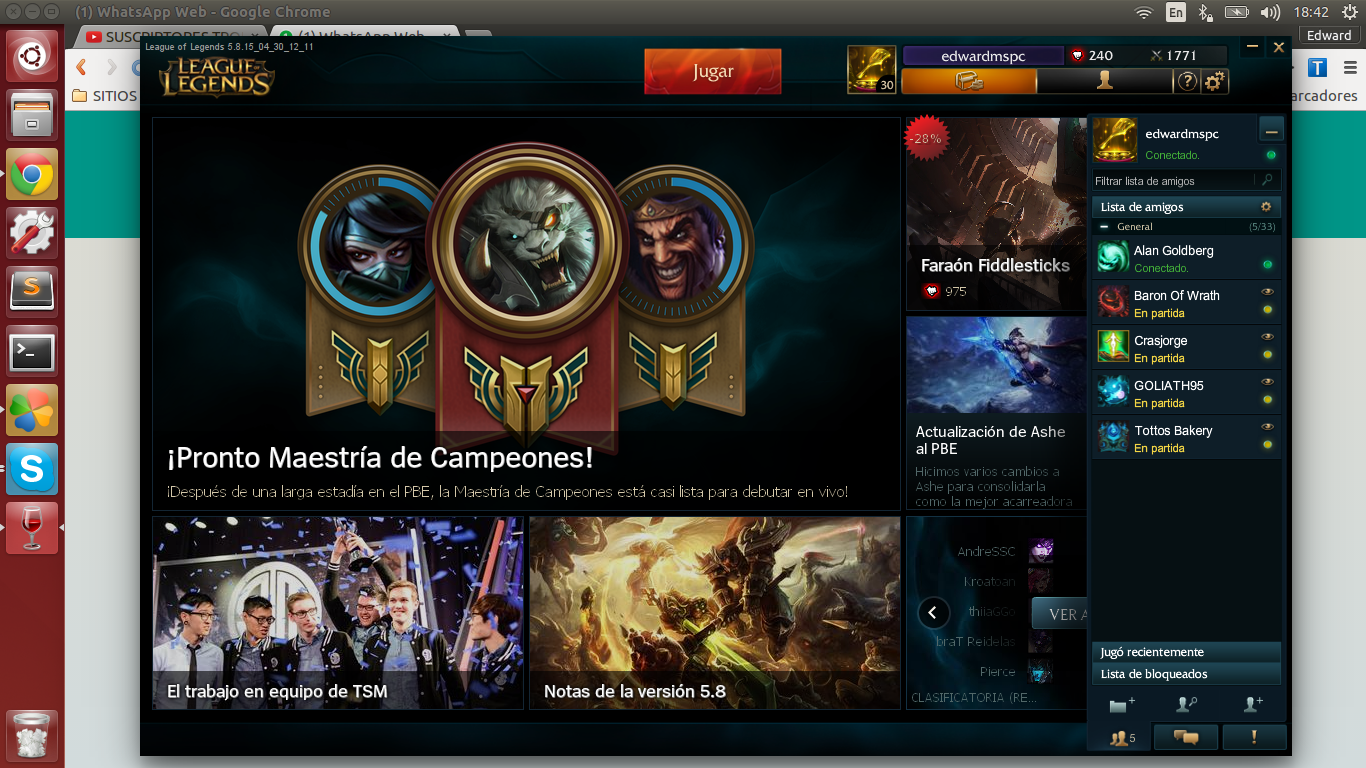 (1) WhatsApp Web - Google Chrome
En
18:42
Edward
(1) WhatsApp Web
SITIOS
T
League of Legends 5.8.15_04_30_12_11
LEAGUE OF LEGENDS
Jugar
30
edwardmspc
240
1771
?
-28%
Faraón Fiddlesticks
975
¡Pronto Maestría de Campeones!
¡Después de una larga estadía en el PBE, la Maestría de Campeones está casi lista para debutar en vivo!
Actualización de Ashe
al PBE
Hicimos varios cambios a
Ashe para consolidarla
como la mejor acarreadora
El trabajo en equipo de TSM
Notas de la versión 5.8
AndreSSC
Kroatoan
thiiaGGo
braT Reidelas
Pierce
VER A
CLASIFICATORIA (RE...
edwardmspc
Conectado.
Filtrar lista de amigos
Lista de amigos
General (5/33)
Alan Goldberg
Conectado.
Baron Of Wrath
En partida
Crasjorge
En partida
GOLIATH95
En partida
Tottos Bakery
En partida
Jugó recientemente
Lista de bloqueados
5
!